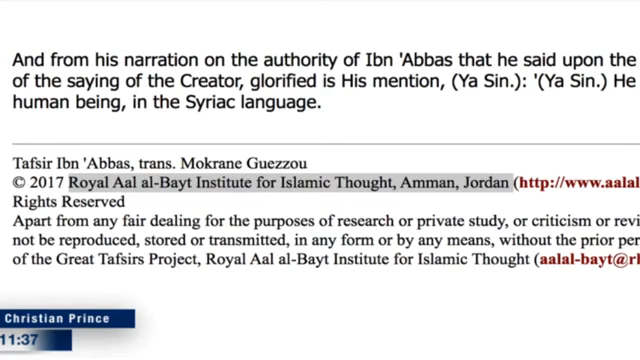 And from his narration on the authority of Ibn 'Abbas that he said upon the
of the saying of the Creator, glorified is His mention, (Ya Sin.): '(Ya Sin.) He
human being, in the Syriac language.
Tafsir Ibn 'Abbas, trans. Mokrane Guezzou
© 2017 Royal Aal al-Bayt Institute for Islamic Thought, Amman, Jordan (http://www.aalal
Rights Reserved
Apart from any fair dealing for the purposes of research or private study, or criticism or revi
not be reproduced, stored or transmitted, in any form or by any means, without the prior per
of the Great Tafsirs Project, Royal Aal al-Bayt Institute for Islamic Thought (aalal-bayt@rh
Christian Prince
11:37